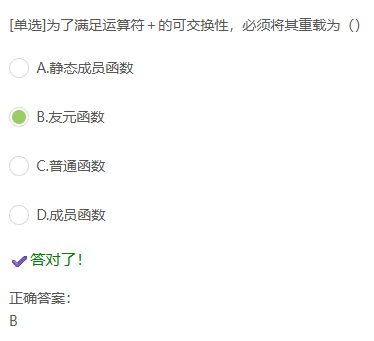 [单选]为了满足运算符＋的可交换性，必须将其重载为（）
A.静态成员函数
B.友元函数
C.普通函数
D.成员函数
答对了！
正确答案：
B